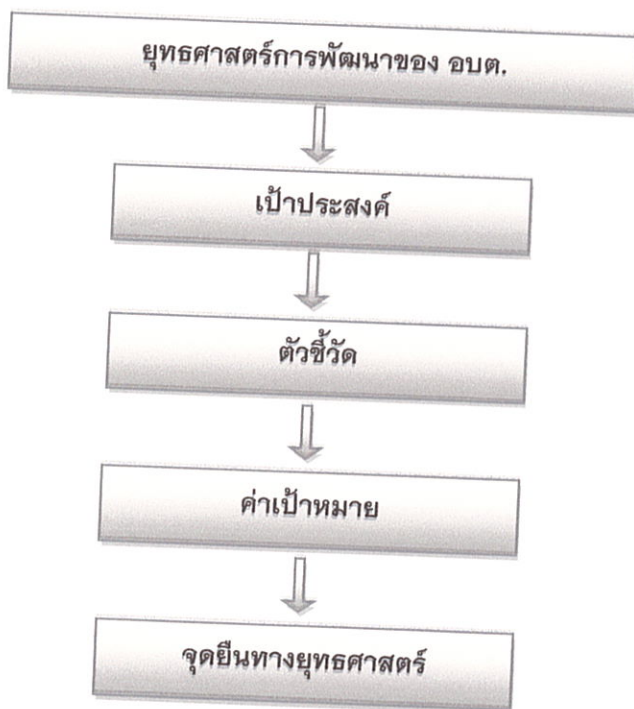 ยุทธศาสตร์การพัฒนาของ อบต.
เป้าประสงค์
ตัวชี้วัด
ค่าเป้าหมาย
จุดยืนทางยุทธศาสตร์